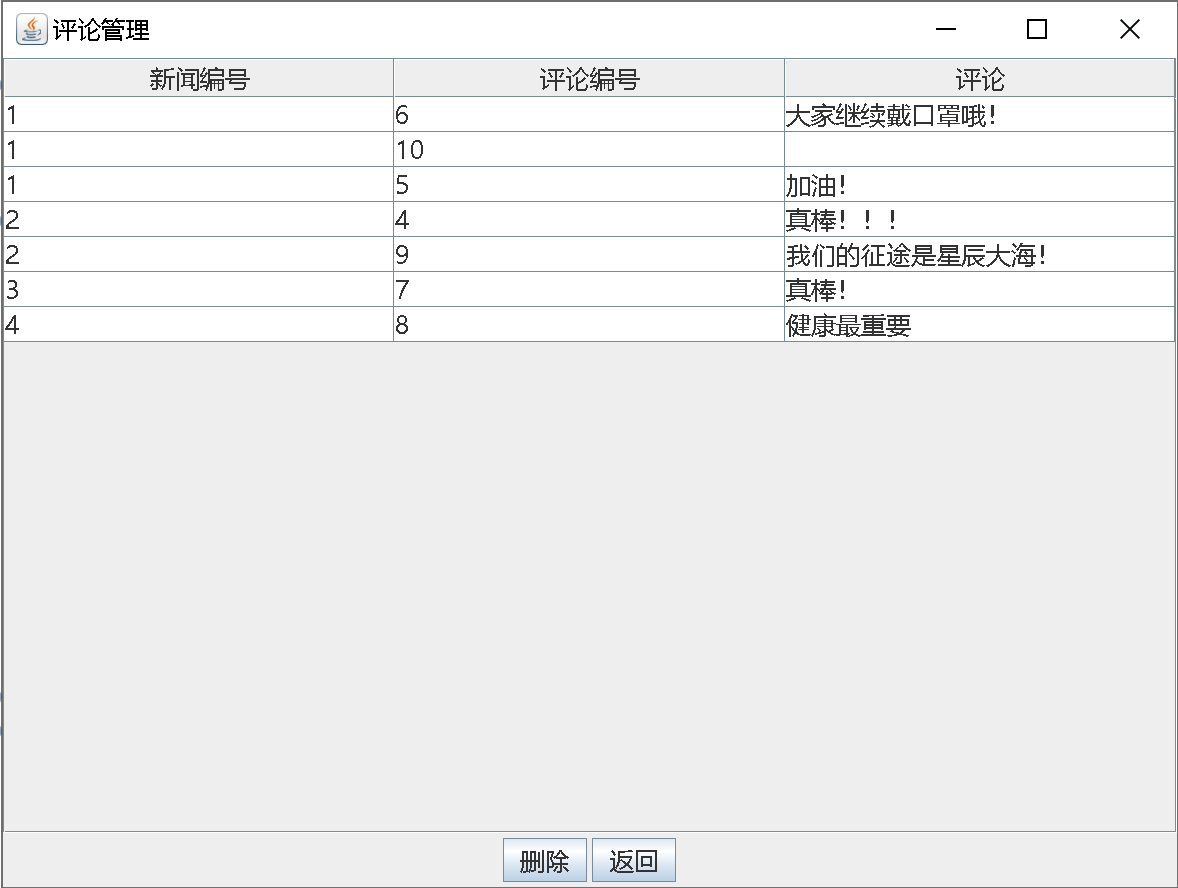 评论管理
新闻编号 评论编号 评论
1 6 大家继续戴口罩哦！
1 10
1 5 加油！
2 4 真棒！！！
2 9 我们的征途是星辰大海！
3 7 真棒！
4 8 健康最重要
删除 返回